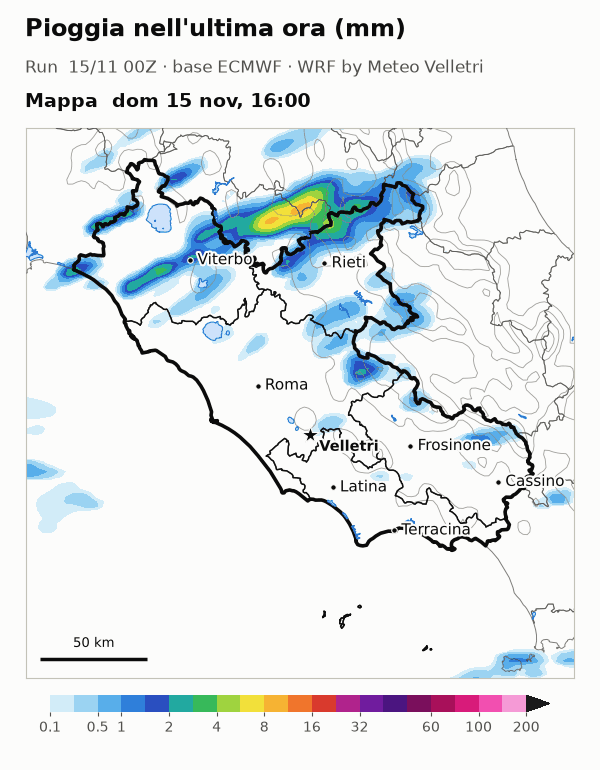 Pioggia nell'ultima ora (mm)
Run 15/11 00Z · base ECMWF · WRF by Meteo Velletri
Mappa dom 15 nov, 16:00
Viterbo
Rieti
Roma
Velletri
Frosinone
Latina
Cassino
Terracina
50 km
0.1 0.5 1 2 4 8 16 32 60 100 200